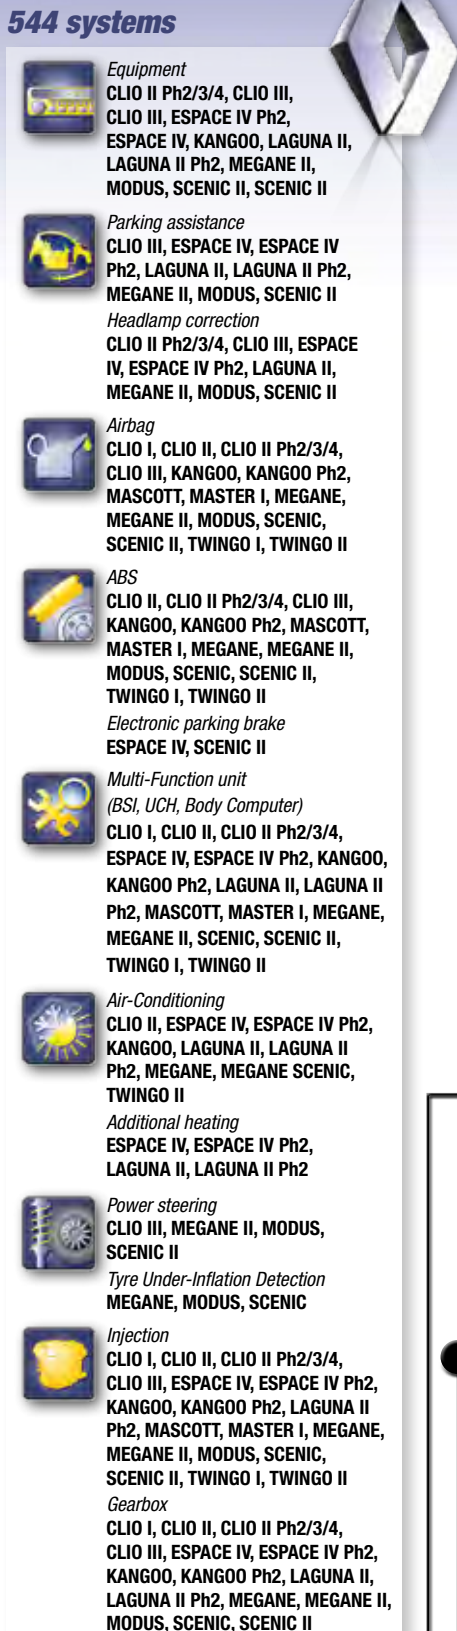 544 systems
Equipment
CLIO II Ph2/3/4, CLIO III,
CLIO III, ESPACE IV Ph2,
ESPACE IV, KANGOO, LAGUNA II,
LAGUNA II Ph2, MEGANE II,
MODUS, SCENIC II, SCENIC II
Parking assistance
CLIO III, ESPACE IV, ESPACE IV
Ph2, LAGUNA II, LAGUNA II Ph2,
MEGANE II, MODUS, SCENIC II
Headlamp correction
CLIO II Ph2/3/4, CLIO III, ESPACE
IV, ESPACE IV Ph2, LAGUNA II,
MEGANE II, MODUS, SCENIC II
Airbag
CLIO I, CLIO II, CLIO II Ph2/3/4,
CLIO III, KANGOO, KANGOO Ph2,
MASCOTT, MASTER I, MEGANE,
MEGANE II, MODUS, SCENIC,
SCENIC II, TWINGO I, TWINGO II
ABS
CLIO II, CLIO II Ph2/3/4, CLIO III,
KANGOO, KANGOO Ph2, MASCOTT,
MASTER I, MEGANE, MEGANE II,
MODUS, SCENIC, SCENIC II,
TWINGO I, TWINGO II
Electronic parking brake
ESPACE IV, SCENIC II
Multi-Function unit
(BSI, UCH, Body Computer)
CLIO I, CLIO II, CLIO II Ph2/3/4,
ESPACE IV, ESPACE IV Ph2, KANGOO,
KANGOO Ph2, LAGUNA II, LAGUNA II
Ph2, MASCOTT, MASTER I, MEGANE,
MEGANE II, SCENIC, SCENIC II,
TWINGO I, TWINGO II
Air-Conditioning
CLIO II, ESPACE IV, ESPACE IV Ph2,
KANGOO, LAGUNA II, LAGUNA II
Ph2, MEGANE, MEGANE SCENIC,
TWINGO II
Additional heating
ESPACE IV, ESPACE IV Ph2,
LAGUNA II, LAGUNA II Ph2
Power steering
CLIO III, MEGANE II, MODUS,
SCENIC II
Tyre Under-Inflation Detection
MEGANE, MODUS, SCENIC
Injection
CLIO I, CLIO II, CLIO II Ph2/3/4,
CLIO III, ESPACE IV, ESPACE IV Ph2,
KANGOO, KANGOO Ph2, LAGUNA II
Ph2, MASCOTT, MASTER I, MEGANE,
MEGANE II, MODUS, SCENIC,
SCENIC II, TWINGO I, TWINGO II
Gearbox
CLIO I, CLIO II, CLIO II Ph2/3/4,
CLIO III, ESPACE IV, ESPACE IV Ph2,
KANGOO, KANGOO Ph2, LAGUNA II,
LAGUNA II Ph2, MEGANE, MEGANE II,
MODUS, SCENIC, SCENIC II